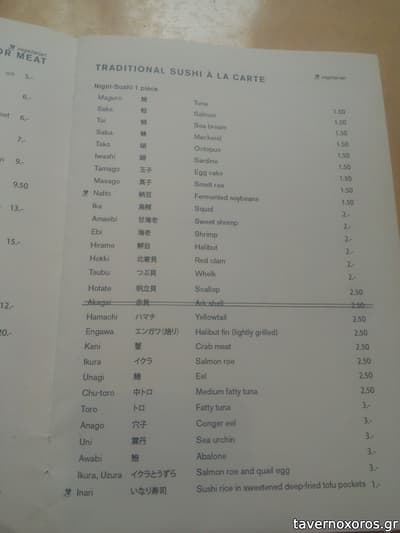 vegetarian
OR MEAT
5,-
6,-
6,-
7,-
9,-
9,50
13,-
15,-
12,-
20,-
TRADITIONAL SUSHI À LA CARTE vegetarian
Nigiri-Sushi 1 piece
Maguro 鮪 Tuna 1,50
Sake 鮭 Salmon 1,50
Tai 鯛 Sea bream 1,50
Saba 鯖 Mackerel 1,50
Tako 蛸 Octopus 1,50
Iwashi 鰯 Sardine 1,50
Tamago 玉子 Egg cake 1,50
Masago 真子 Smelt roe 1,50
Natto 納豆 Fermented soybeans 1,50
Ika 烏賊 Squid 2,-
Amaebi 甘海老 Sweet shrimp 2,-
Ebi 海老 Shrimp 2,-
Hirame Halibut 2,-
Hokki 北寄貝 Red clam 2,-
Tsubu つぶ貝 Whelk 2,-
Hotate 帆立貝 Scallop 2,50
Akagai 赤貝 Ark shell 2,50
Hamachi ハマチ Yellowtail 2,50
Engawa エンガワ(炙り) Halibut fin (lightly grilled) 2,50
Kani 蟹 Crab meat 2,50
Ikura イクラ Salmon roe 2,50
Unagi 鰻 Eel 2,50
Chu-toro 中トロ Medium fatty tuna 2,50
Toro トロ Fatty tuna 3,-
Anago 穴子 Conger eel 3,-
Uni 雲丹 Sea urchin 3,-
Awabi 鮑 Abalone 3,-
Ikura, Uzura イクラとうずら Salmon roe and quail egg 3,-
Inari いなり寿司 Sushi rice in sweetened deep-fried tofu pockets 1,-
tavernoxoros.gr